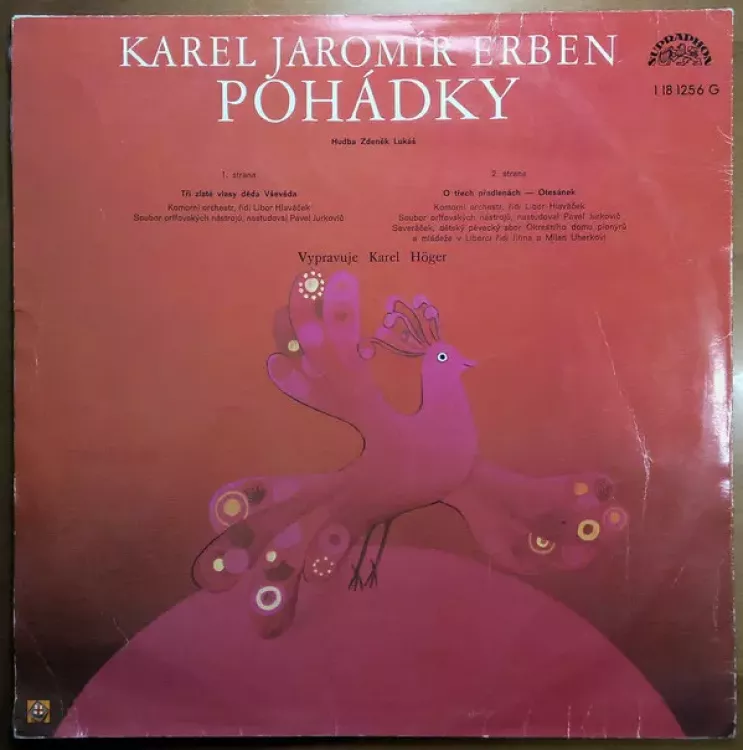 KAREL JAROMÍR ERBEN
SUPRAPHON
POHÁDKY
1 18 1256 G
Hudba Zdeněk Lukáš
1. strana
Tři zlaté vlasy děda Vševěda
Komorní orchestr, řídí Libor Hlaváček
Soubor orffovských nástrojů, nastudoval Pavel Jurkovič
2. strana
O třech přadlenách — Otesánek
Komorní orchestr, řídí Libor Hlaváček
Soubor orffovských nástrojů, nastudoval Pavel Jurkovič
Severáček, dětský pěvecký sbor Okresního domu pionýrů
a mládeže v Liberci řídí Jiřina a Milan Uherkovi
Vypravuje Karel Höger